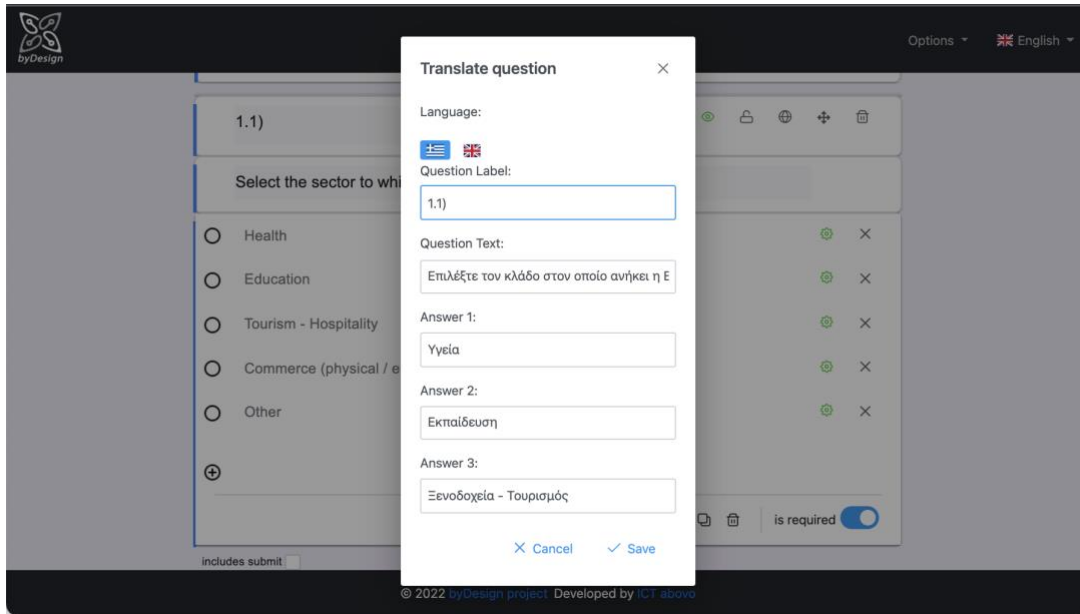 byDesign
Options
English
Translate question
Language:
Question Label:
1.1)
Question Text:
Επιλέξτε τον κλάδο στον οποίο ανήκει η Ε
Answer 1:
Υγεία
Answer 2:
Εκπαίδευση
Answer 3:
Ξενοδοχεία - Τουρισμός
Cancel
Save
1.1)
Select the sector to whi
Health
Education
Tourism - Hospitality
Commerce (physical / e
Other
is required
includes submit
© 2022 byDesign project Developed by ICT abovo